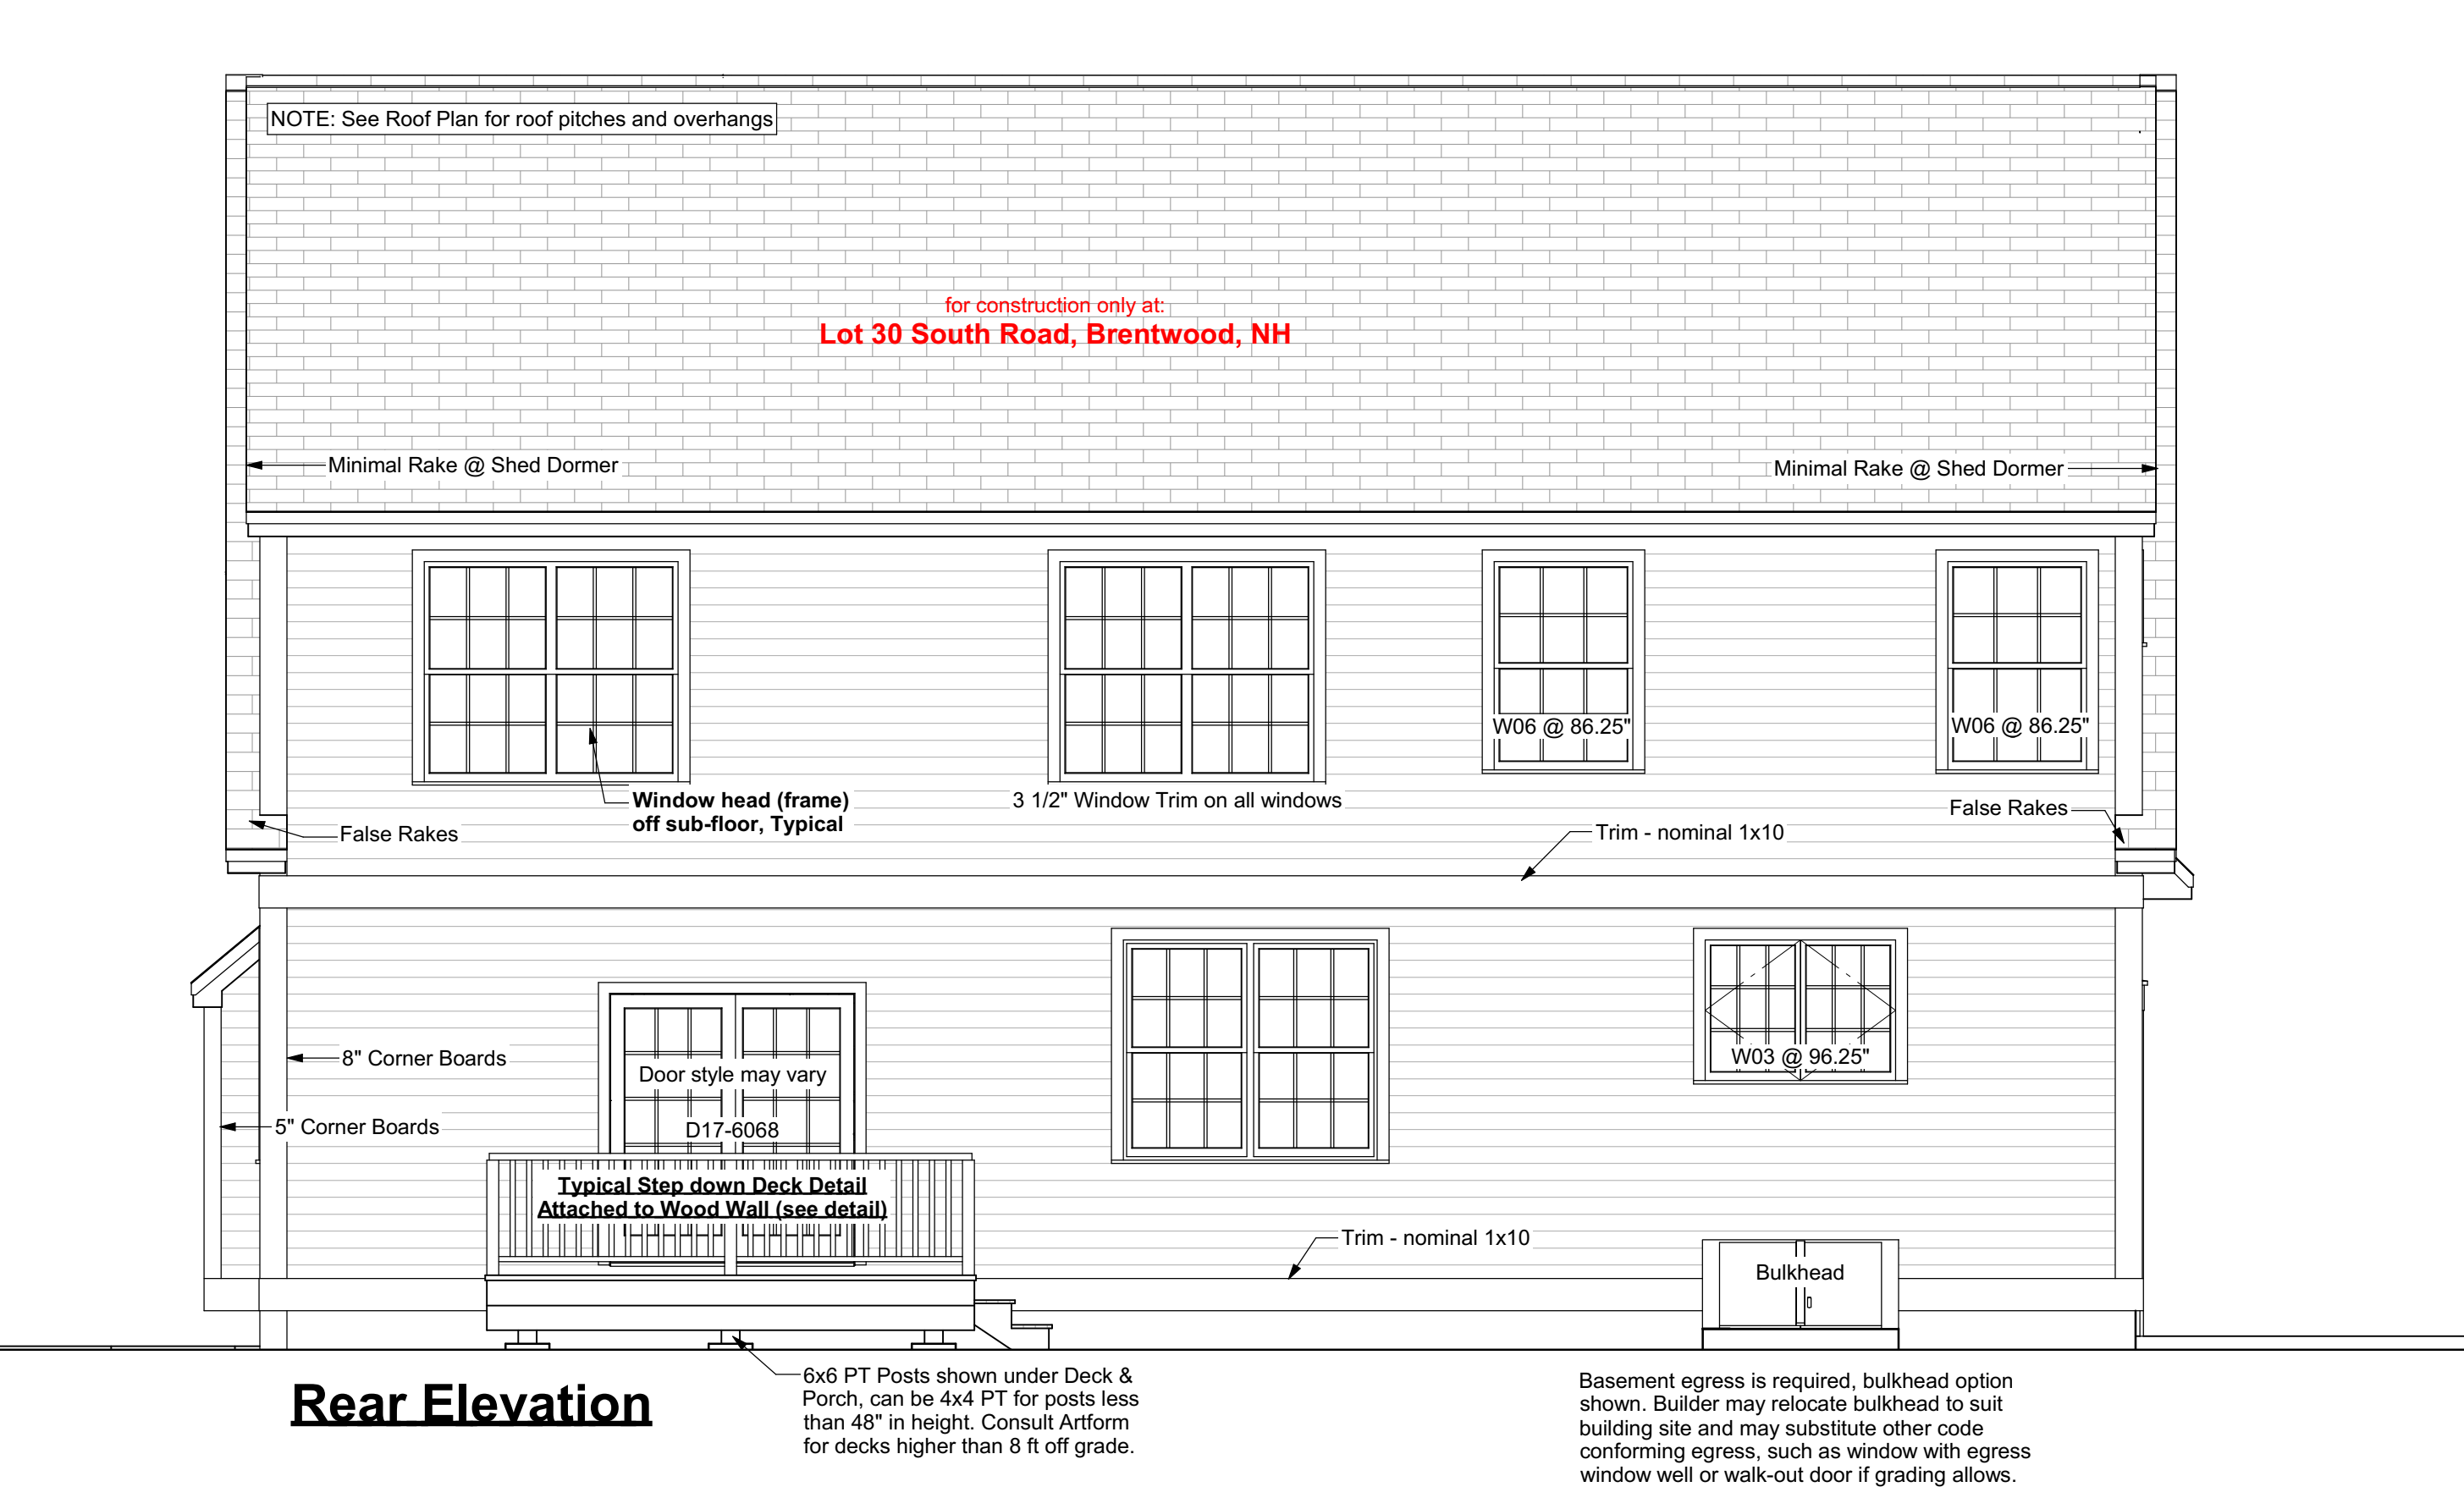 NOTE: See Roof Plan for roof pitches and overhangs
for construction only at:
Lot 30 South Road, Brentwood, NH
Minimal Rake @ Shed Dormer
Minimal Rake @ Shed Dormer
W06 @ 86.25"
W06 @ 86.25"
Window head (frame)
off sub-floor, Typical
3 1/2" Window Trim on all windows
False Rakes
False Rakes
Trim - nominal 1x10
8" Corner Boards
W03 @ 96.25"
Door style may vary
5" Corner Boards
D17-6068
Typical Step down Deck Detail
Attached to Wood Wall (see detail)
Trim - nominal 1x10
Bulkhead
Rear Elevation
6x6 PT Posts shown under Deck &
Porch, can be 4x4 PT for posts less
than 48" in height. Consult Artform
for decks higher than 8 ft off grade.
Basement egress is required, bulkhead option
shown. Builder may relocate bulkhead to suit
building site and may substitute other code
conforming egress, such as window with egress
window well or walk-out door if grading allows.